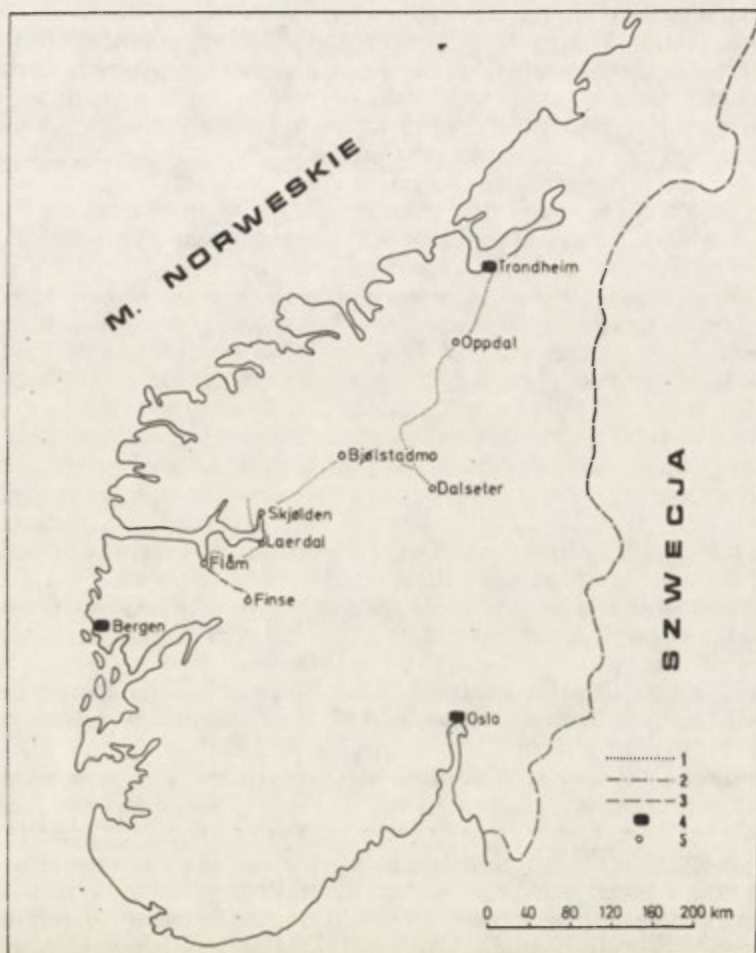 M. NORWESKIE
Trondheim
Oppdal
Bjølstadmo
Dalseter
SZWECJA
Skjølden
Laerdal
Flåm
Finse
Bergen
Oslo
1
2
3
4
5
0 40 80 120 160 200 km